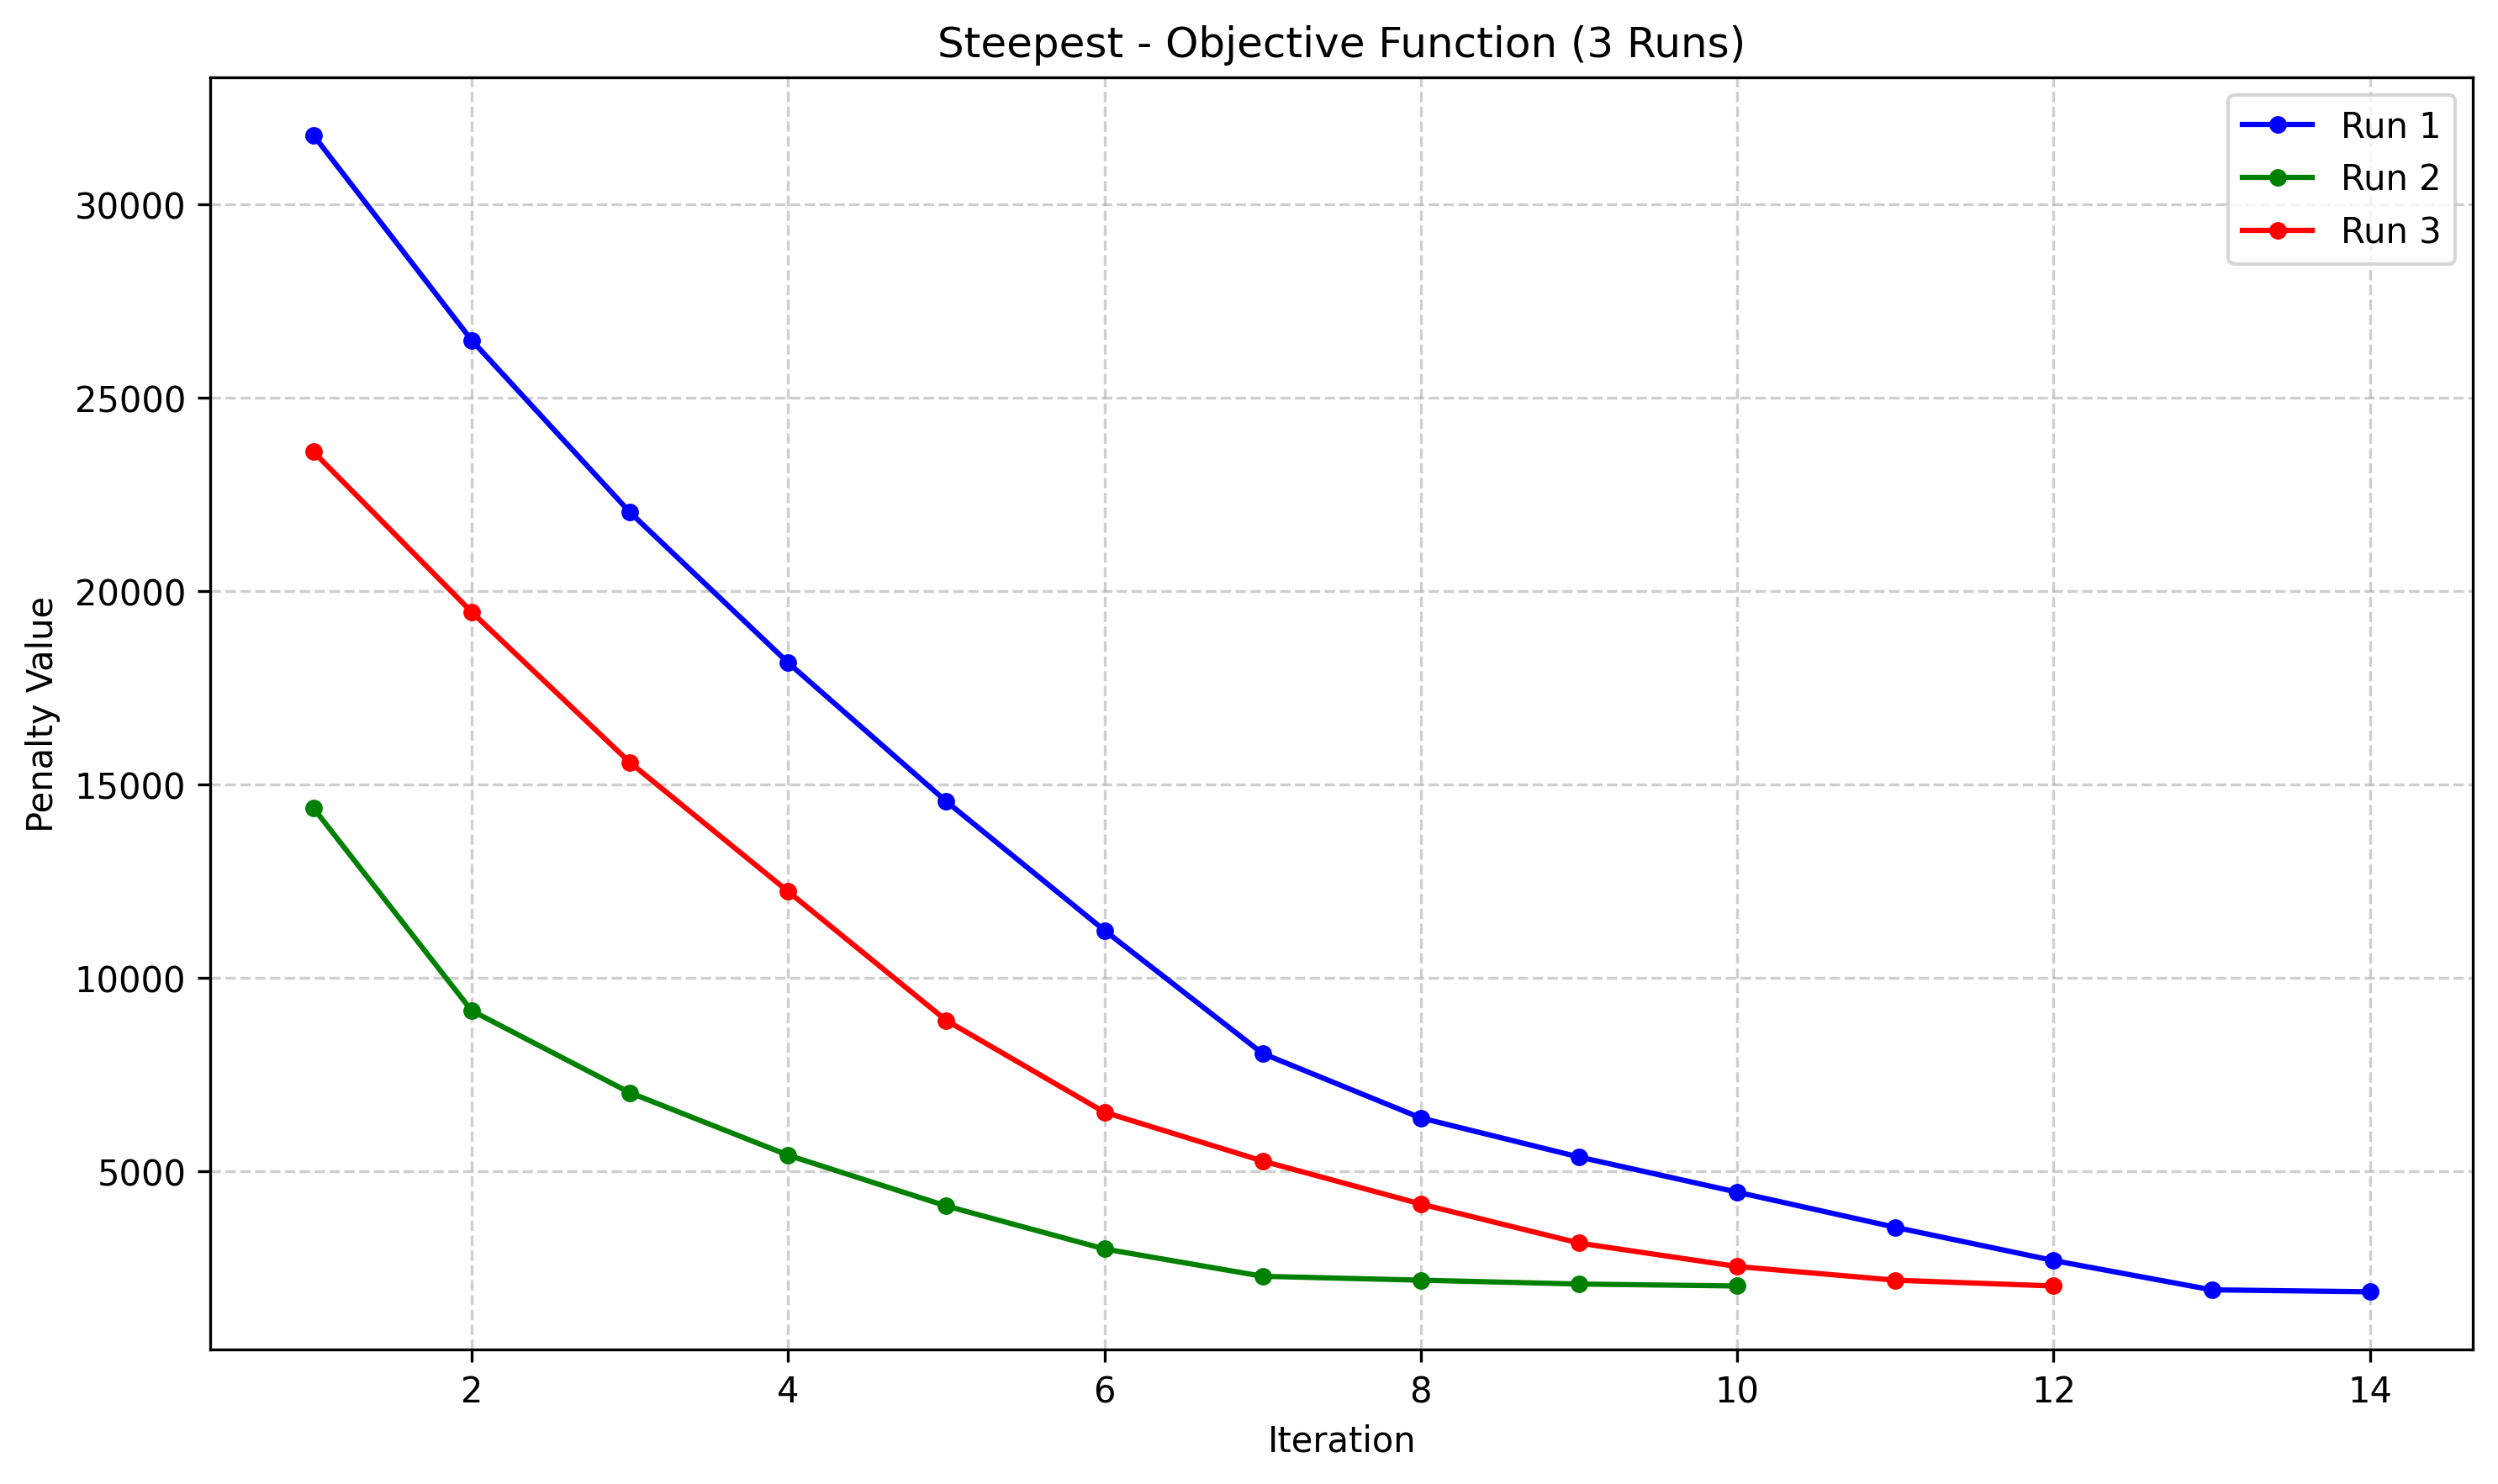 Steepest - Objective Function (3 Runs)
Run 1
Run 2
Run 3
Penalty Value
30000
25000
20000
15000
10000
5000
2 4 6 8 10 12 14
Iteration